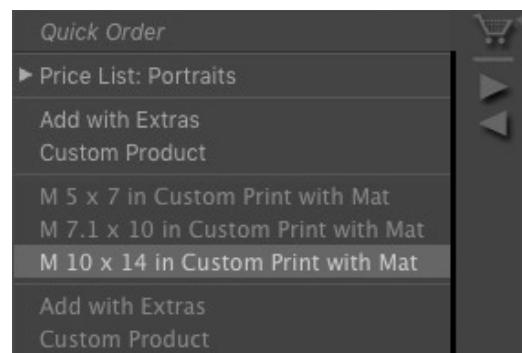 Quick Order
Price List: Portraits
Add with Extras
Custom Product
M 5 x 7 in Custom Print with Mat
M 7.1 x 10 in Custom Print with Mat
M 10 x 14 in Custom Print with Mat
Add with Extras
Custom Product